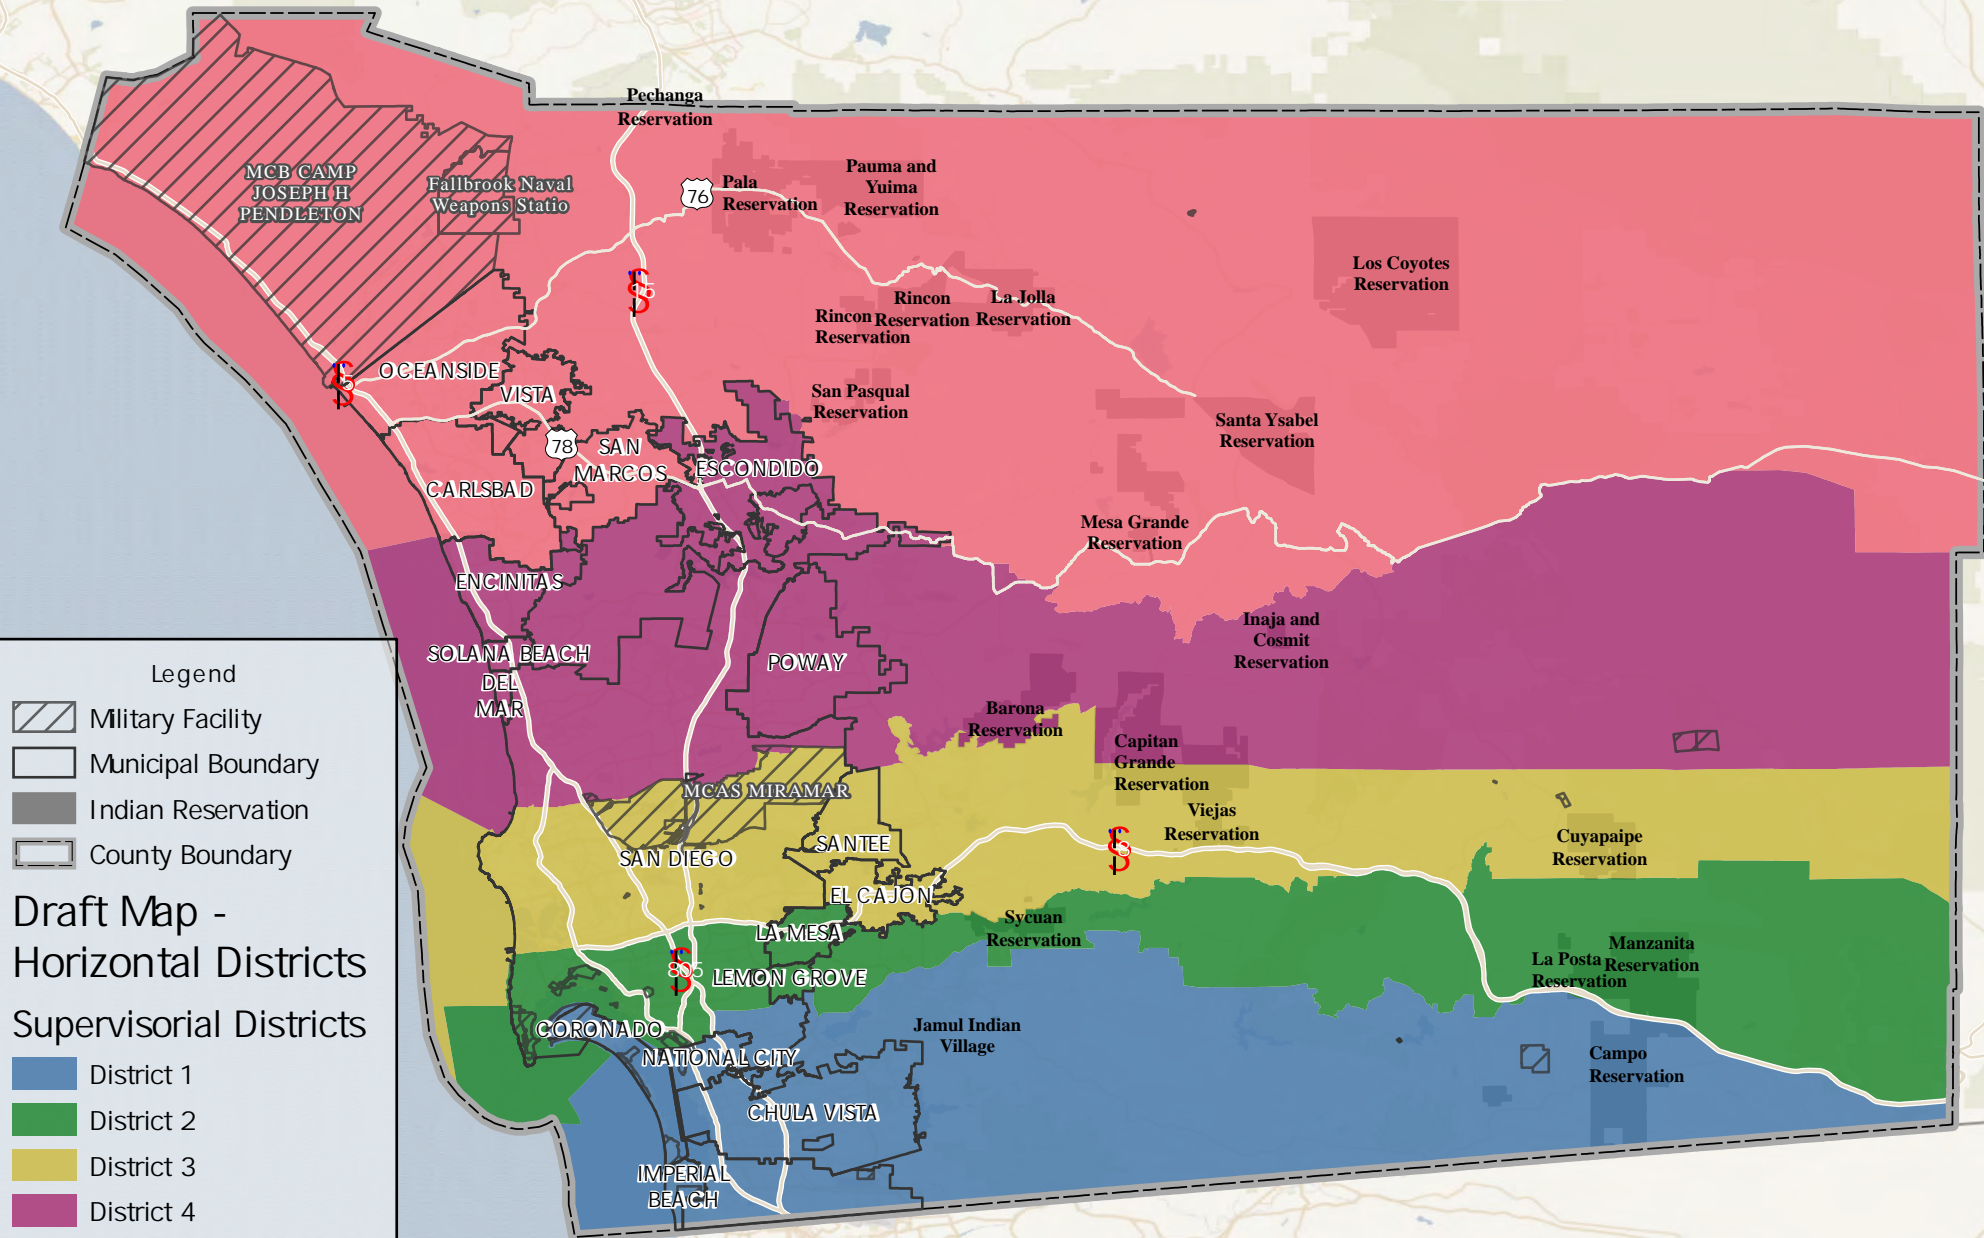 Pechanga
Reservation
MCB CAMP
JOSEPH H
PENDLETON
Fallbrook Naval
Weapons Statio
76
Pala
Reservation
Pauma and
Yuima
Reservation
Los Coyotes
Reservation
15
Rincon
Reservation
Rincon
Reservation
La Jolla
Reservation
5
OCEANSIDE
VISTA
San Pasqual
Reservation
Santa Ysabel
Reservation
78
SAN
MARCOS
ESCONDIDO
CARLSBAD
Mesa Grande
Reservation
ENCINITAS
Inaja and
Cosmit
Reservation
SOLANA BEACH
DEL
MAR
POWAY
Barona
Reservation
Capitan
Grande
Reservation
MCAS MIRAMAR
Viejas
Reservation
8
SAN DIEGO
SANTEE
Cuyapaipe
Reservation
EL CAJON
LA MESA
Sycuan
Reservation
Manzanita
Reservation
La Posta
Reservation
805
LEMON GROVE
CORONADO
Jamul Indian
Village
NATIONAL CITY
Campo
Reservation
CHULA VISTA
IMPERIAL
BEACH
Legend
Military Facility
Municipal Boundary
Indian Reservation
County Boundary
Draft Map -
Horizontal Districts
Supervisorial Districts
District 1
District 2
District 3
District 4